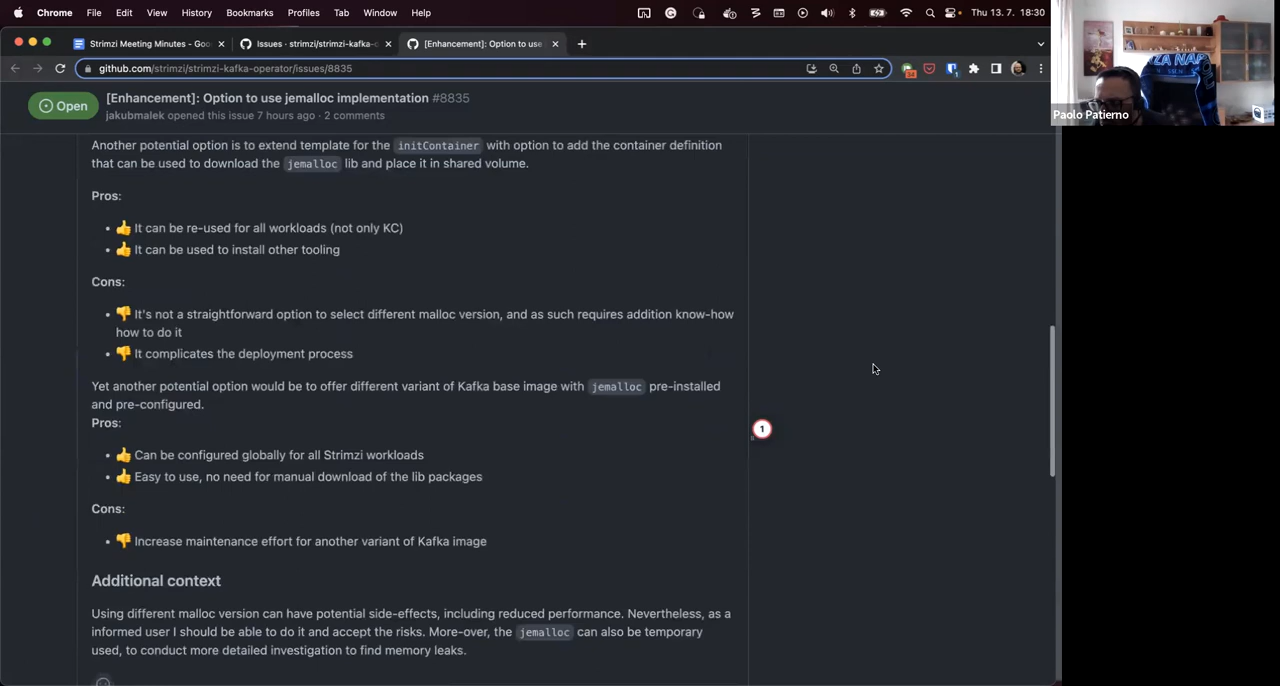 Chrome File Edit View History Bookmarks Profiles Tab Window Help Thu 13. 7. 18:30
Strimzi Meeting Minutes - Goo
Issues · strimzi/strimzi-kafka-o
[Enhancement]: Option to use
github.com/strimzi/strimzi-kafka-operator/issues/8835
Open
[Enhancement]: Option to use jemalloc implementation #8835
jakubmalek opened this issue 7 hours ago · 2 comments
Another potential option is to extend template for the initContainer with option to add the container definition
that can be used to download the jemalloc lib and place it in shared volume.
Pros:
• 👍 It can be re-used for all workloads (not only KC)
• 👍 It can be used to install other tooling
Cons:
• 👎 It's not a straightforward option to select different malloc version, and as such requires addition know-how
how to do it
• 👎 It complicates the deployment process
Yet another potential option would be to offer different variant of Kafka base image with jemalloc pre-installed
and pre-configured.
Pros:
1
• 👍 Can be configured globally for all Strimzi workloads
• 👍 Easy to use, no need for manual download of the lib packages
Cons:
• 👎 Increase maintenance effort for another variant of Kafka image
Additional context
Using different malloc version can have potential side-effects, including reduced performance. Nevertheless, as a
informed user I should be able to do it and accept the risks. More-over, the jemalloc can also be temporary
used, to conduct more detailed investigation to find memory leaks.
Paolo Patierno